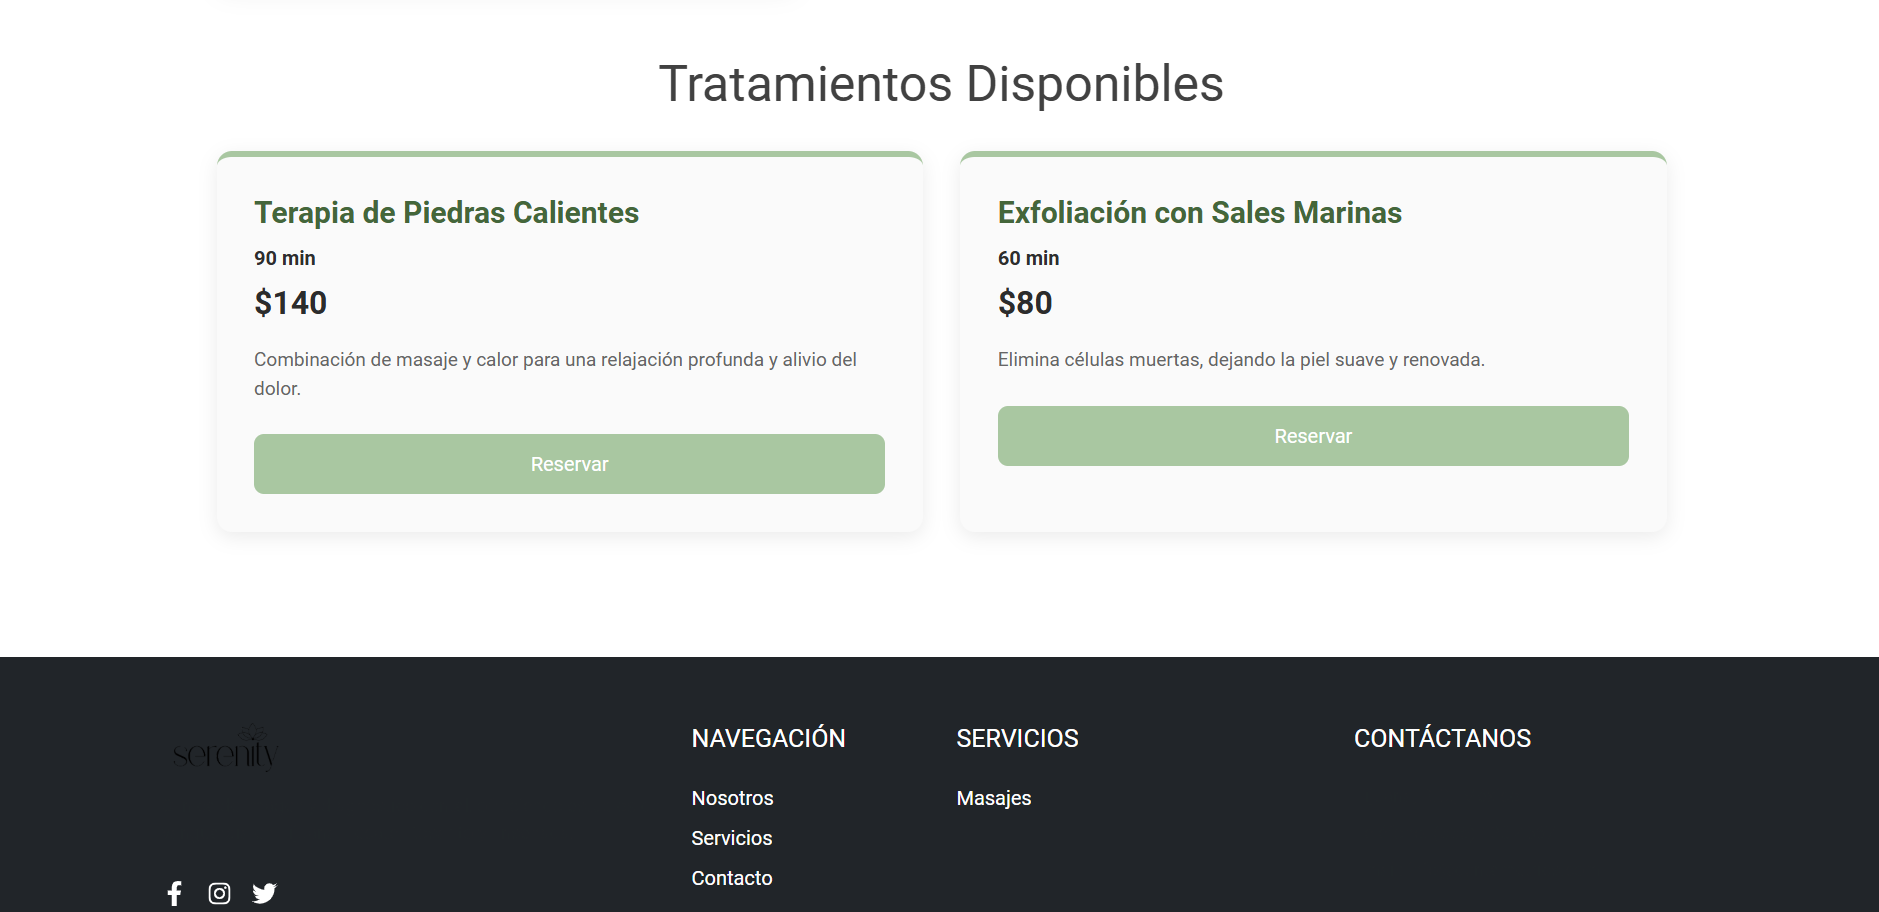 Tratamientos Disponibles
Terapia de Piedras Calientes
90 min
$140
Combinación de masaje y calor para una relajación profunda y alivio del
dolor.
Reservar
Exfoliación con Sales Marinas
60 min
$80
Elimina células muertas, dejando la piel suave y renovada.
Reservar
serenity
NAVEGACIÓN
Nosotros
Servicios
Contacto
SERVICIOS
Masajes
CONTÁCTANOS